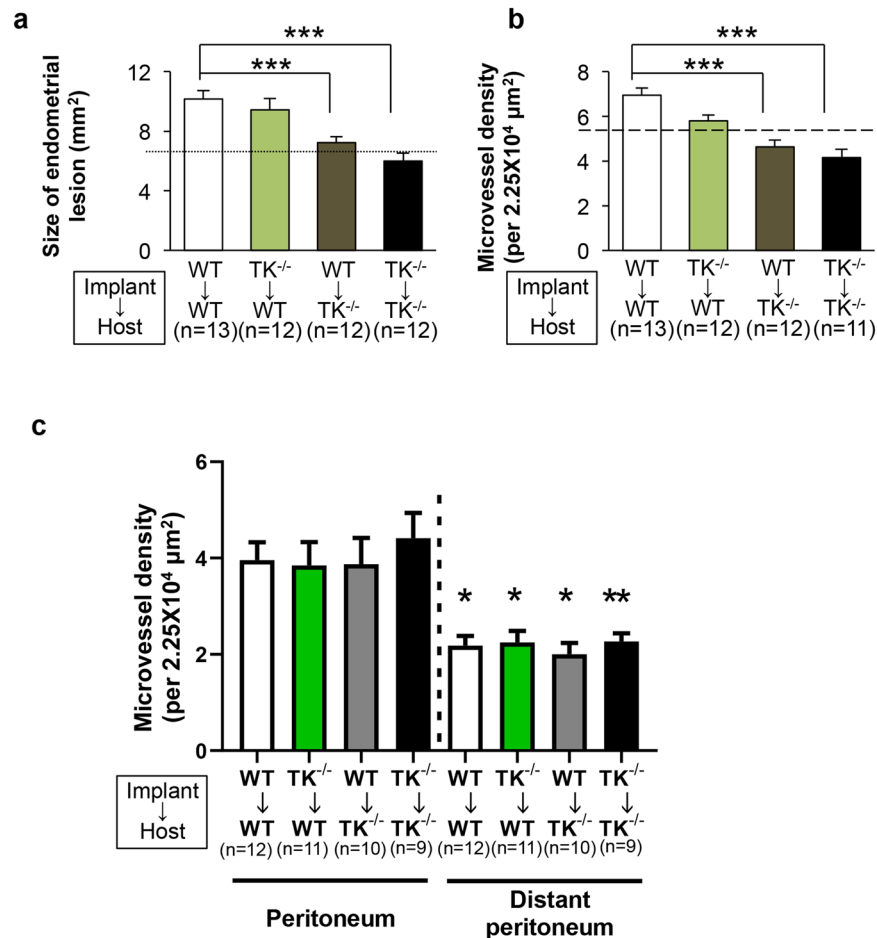 a
***
***
Size of endometrial
lesion (mm²)
12
8
4
0
WT TK⁻/⁻ WT TK⁻/⁻
↓ ↓ ↓ ↓
WT WT TK⁻/⁻ TK⁻/⁻
(n=13) (n=12) (n=12) (n=12)
Implant
↓
Host
b
***
***
Microvessel density
(per 2.25X10⁴ µm²)
8
6
4
2
0
WT TK⁻/⁻ WT TK⁻/⁻
↓ ↓ ↓ ↓
WT WT TK⁻/⁻ TK⁻/⁻
(n=13) (n=12) (n=12) (n=11)
Implant
↓
Host
c
Microvessel density
(per 2.25X10⁴ µm²)
6
4
2
0
* * * **
WT TK⁻/⁻ WT TK⁻/⁻ WT TK⁻/⁻ WT TK⁻/⁻
↓ ↓ ↓ ↓ ↓ ↓ ↓ ↓
WT WT TK⁻/⁻ TK⁻/⁻ WT WT TK⁻/⁻ TK⁻/⁻
(n=12) (n=11) (n=10) (n=9) (n=12) (n=11) (n=10) (n=9)
Implant
↓
Host
Peritoneum
Distant
peritoneum